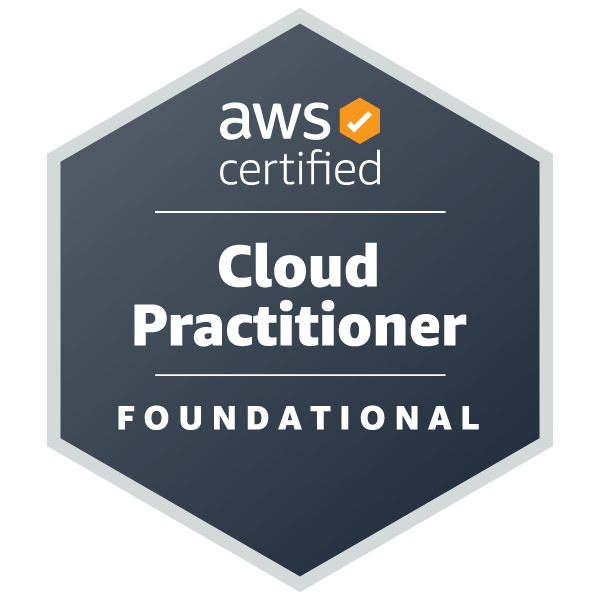 aws
certified
Cloud
Practitioner
FOUNDATIONAL